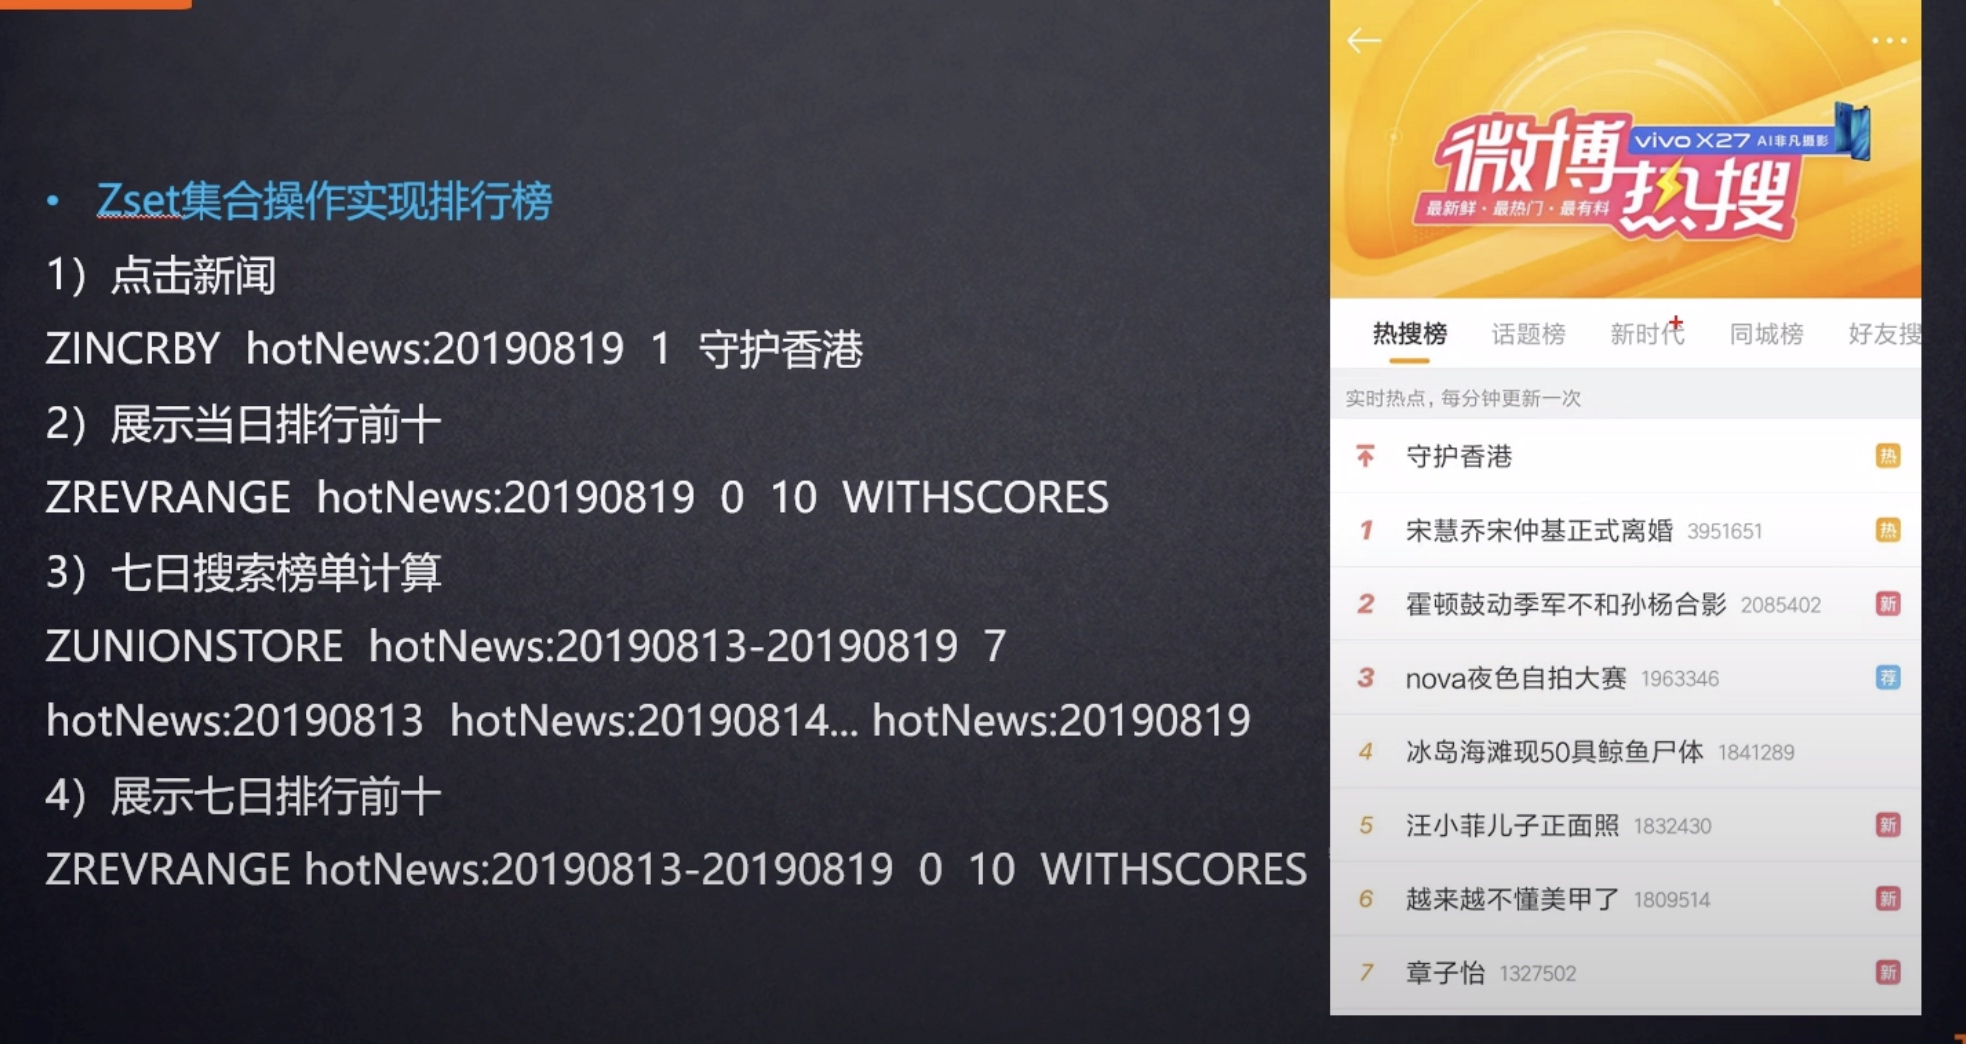 • Zset集合操作实现排行榜
1）点击新闻
ZINCRBY hotNews:20190819 1 守护香港
2）展示当日排行前十
ZREVRANGE hotNews:20190819 0 10 WITHSCORES
3）七日搜索榜单计算
ZUNIONSTORE hotNews:20190813-20190819 7
hotNews:20190813 hotNews:20190814... hotNews:20190819
4）展示七日排行前十
ZREVRANGE hotNews:20190813-20190819 0 10 WITHSCORES
微博热搜
vivo X27 AI非凡摄影
最新鲜·最热门·最有料
热搜榜 话题榜 新时代 同城榜 好友搜
实时热点，每分钟更新一次
守护香港 热
1 宋慧乔宋仲基正式离婚 3951651 热
2 霍顿鼓动季军不和孙杨合影 2085402 新
3 nova夜色自拍大赛 1963346 荐
4 冰岛海滩现50具鲸鱼尸体 1841289
5 汪小菲儿子正面照 1832430 新
6 越来越不懂美甲了 1809514 新
7 章子怡 1327502 新